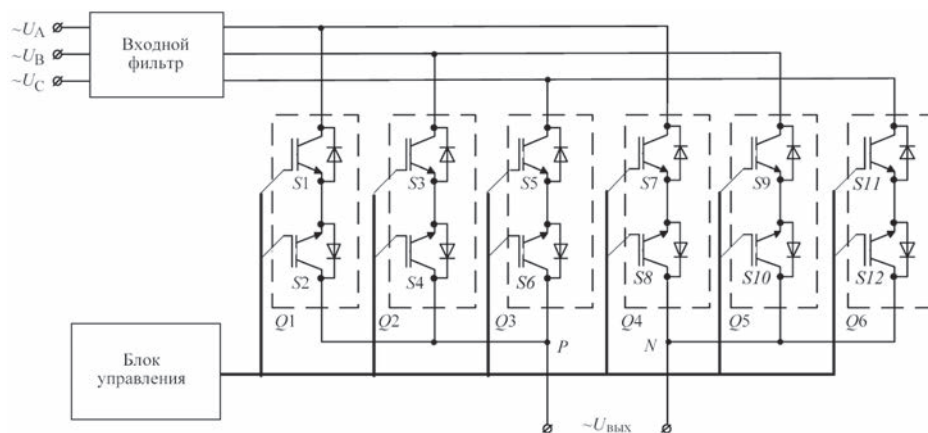 ~UA
~UB
~UC
Входной
фильтр
S1
S3
S5
S7
S9
S11
S2
S4
S6
S8
S10
S12
Q1
Q2
Q3
Q4
Q5
Q6
P
N
Блок
управления
~Uвых